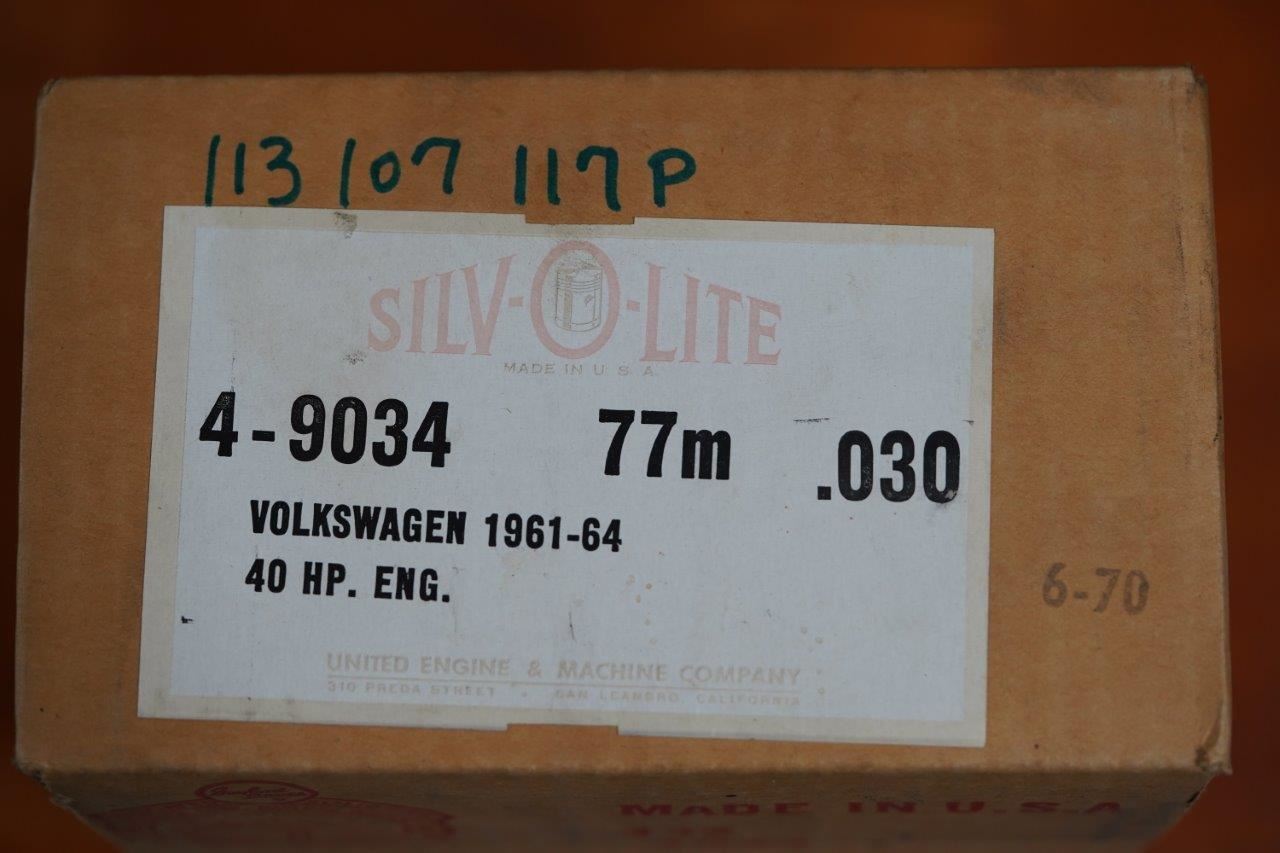 113 107 117 P
SILV-O-LITE
MADE IN U S A
4-9034 77m .030
VOLKSWAGEN 1961-64
40 HP. ENG.
6-70
UNITED ENGINE & MACHINE COMPANY
310 PREDA STREET • SAN LEANDRO, CALIFORNIA
MADE IN U.S.A